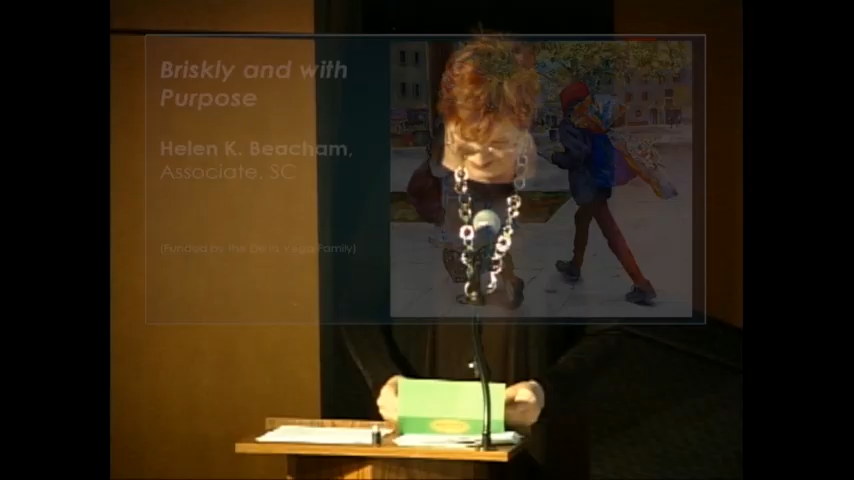 Briskly and with
Purpose
Helen K. Beacham,
Associate, SC
(Funded by the De la Vega Family)